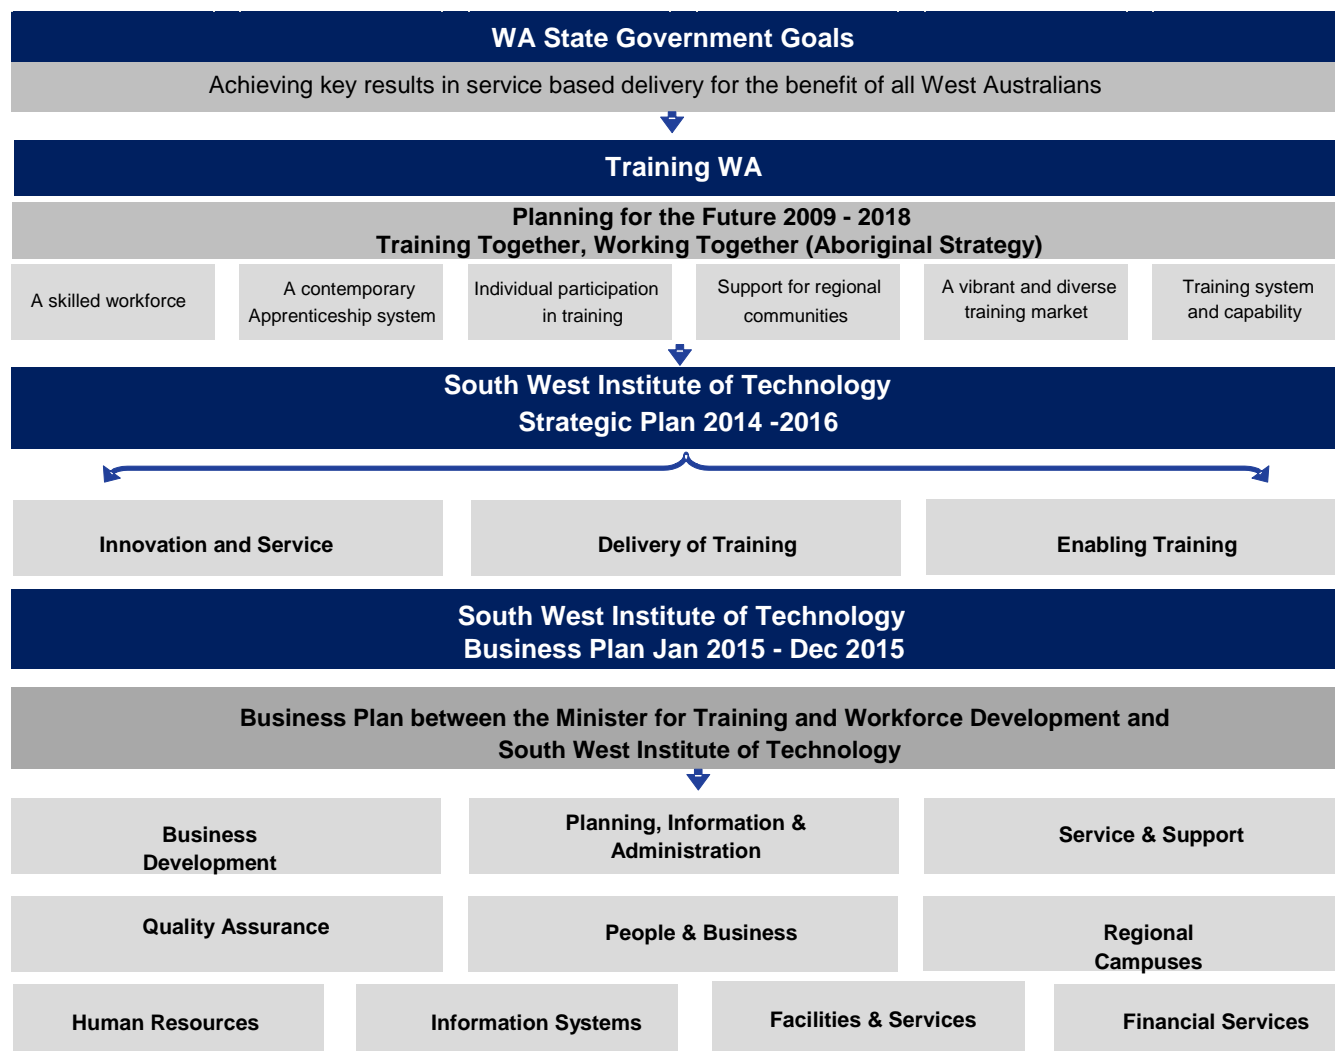 WA State Government Goals
Achieving key results in service based delivery for the benefit of all West Australians
Training WA
Planning for the Future 2009 - 2018
Training Together, Working Together (Aboriginal Strategy)
A skilled workforce
A contemporary
Apprenticeship system
Individual participation
in training
Support for regional
communities
A vibrant and diverse
training market
Training system
and capability
South West Institute of Technology
Strategic Plan 2014 -2016
Innovation and Service
Delivery of Training
Enabling Training
South West Institute of Technology
Business Plan Jan 2015 - Dec 2015
Business Plan between the Minister for Training and Workforce Development and
South West Institute of Technology
Business
Development
Planning, Information &
Administration
Service & Support
Quality Assurance
People & Business
Regional
Campuses
Human Resources
Information Systems
Facilities & Services
Financial Services